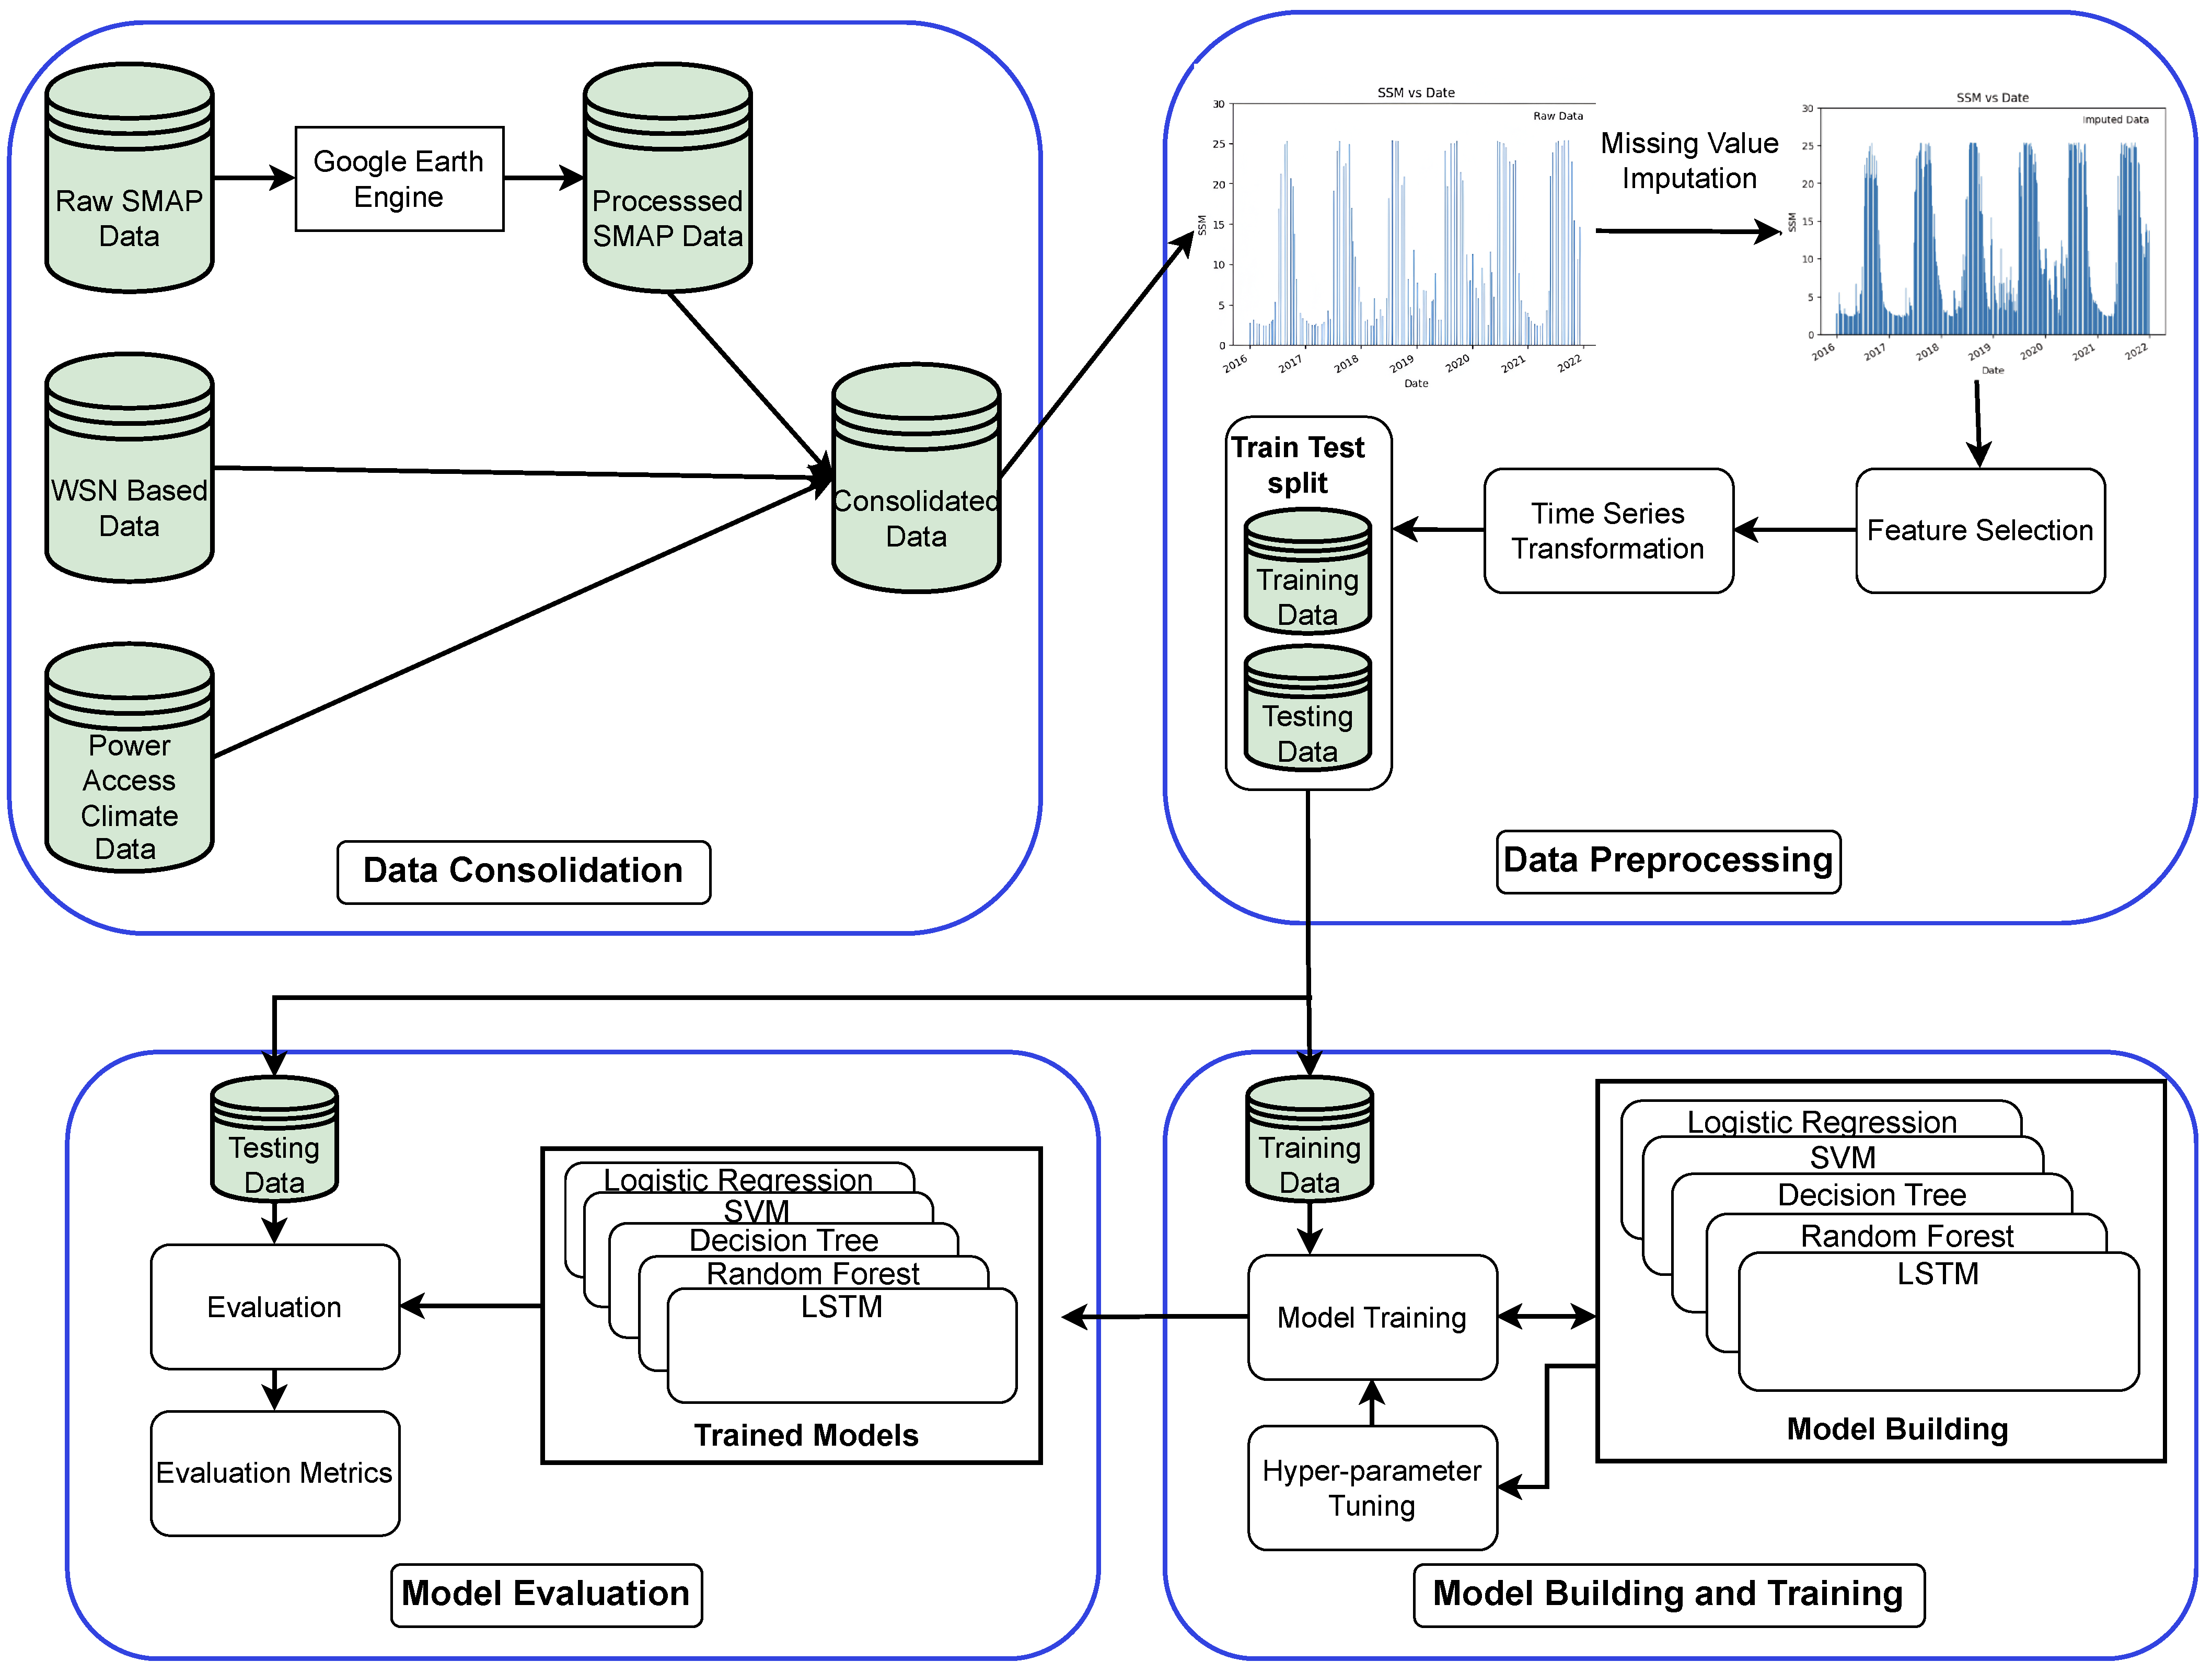 Raw SMAP
Data
Google Earth
Engine
Processsed
SMAP Data
WSN Based
Data
Consolidated
Data
Power
Access
Climate
Data
Data Consolidation
SSM vs Date
Raw Data
30
25
20
15
10
5
0
SSM
2016
2017
2018
2019
2020
2021
2022
Date
Missing Value
Imputation
SSM vs Date
Imputed Data
30
25
20
15
10
5
0
SSM
2016
2017
2018
2019
2020
2021
2022
Date
Train Test
split
Training
Data
Testing
Data
Time Series
Transformation
Feature Selection
Data Preprocessing
Testing
Data
Evaluation
Evaluation Metrics
Logistic Regression
SVM
Decision Tree
Random Forest
LSTM
Trained Models
Model Evaluation
Training
Data
Model Training
Hyper-parameter
Tuning
Logistic Regression
SVM
Decision Tree
Random Forest
LSTM
Model Building
Model Building and Training